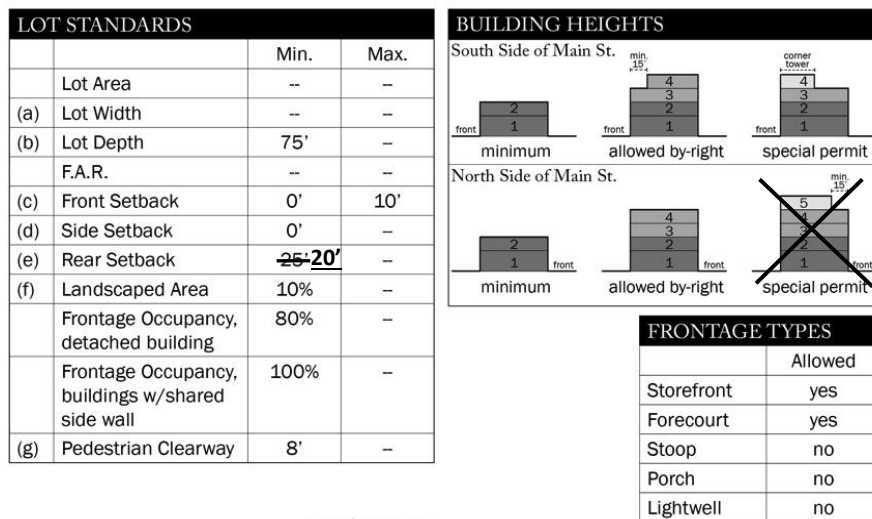 LOT STANDARDS
Min. Max.
Lot Area -- --
(a) Lot Width -- --
(b) Lot Depth 75' --
F.A.R. -- --
(c) Front Setback 0' 10'
(d) Side Setback 0' --
(e) Rear Setback 25' 20' --
(f) Landscaped Area 10% --
Frontage Occupancy, 80% --
detached building
Frontage Occupancy, 100% --
buildings w/shared
side wall
(g) Pedestrian Clearway 8' --
BUILDING HEIGHTS
South Side of Main St.
min. corner
15' tower
4 4
3 3
2 2 2
front 1 front 1 front 1
minimum allowed by-right special permit
North Side of Main St.
min.
15'
5
4 4
3 3
2 2 2
1 front 1 front 1 front
minimum allowed by-right special permit
FRONTAGE TYPES
Allowed
Storefront yes
Forecourt yes
Stoop no
Porch no
Lightwell no